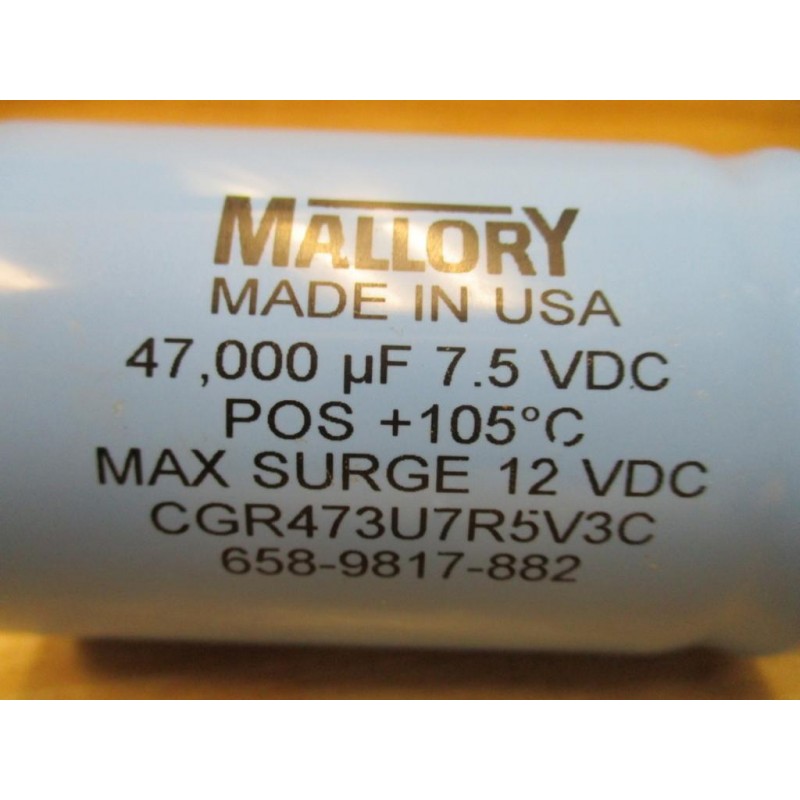 MALLORY
MADE IN USA
47,000 µF 7.5 VDC
POS +105°C
MAX SURGE 12 VDC
CGR473U7R5V3C
658-9817-882